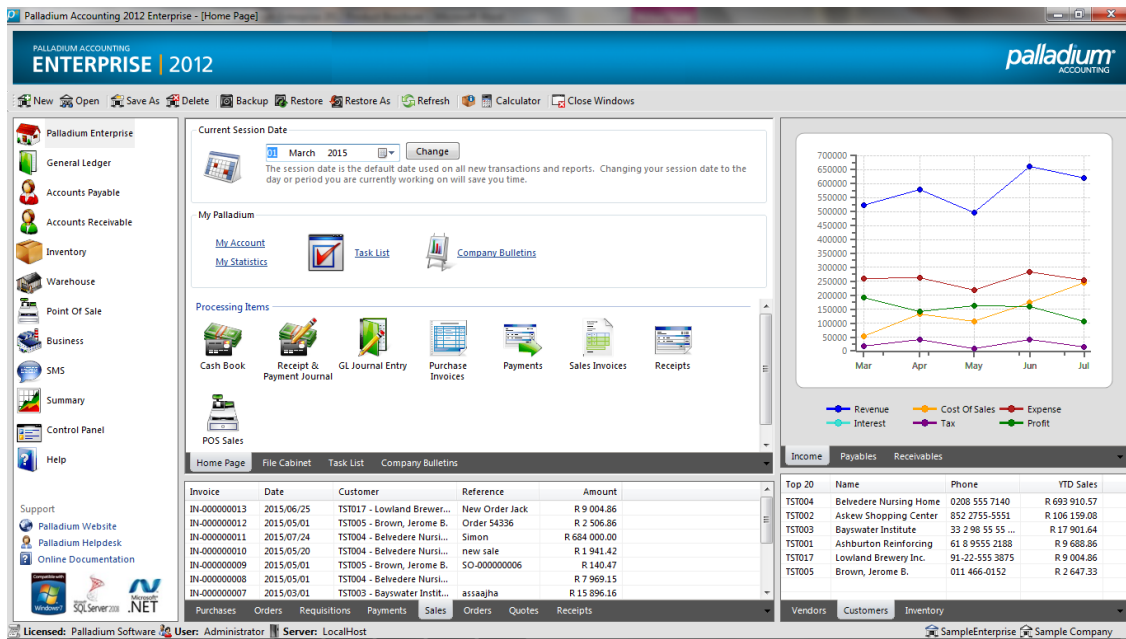 Palladium Accounting 2012 Enterprise - [Home Page]
PALLADIUM ACCOUNTING
ENTERPRISE | 2012
palladium
ACCOUNTING
New Open Save As Delete Backup Restore Restore As Refresh Calculator Close Windows
Palladium Enterprise
General Ledger
Accounts Payable
Accounts Receivable
Inventory
Warehouse
Point Of Sale
Business
SMS
Summary
Control Panel
Help
Support
Palladium Website
Palladium Helpdesk
Online Documentation
Compatible with
Windows 7
SQL Server 2008
Microsoft
.NET
Current Session Date
01 March 2015 Change
The session date is the default date used on all new transactions and reports. Changing your session date to the
day or period you are currently working on will save you time.
My Palladium
My Account
My Statistics
Task List
Company Bulletins
Processing Items
Cash Book
Receipt &
Payment Journal
GL Journal Entry
Purchase
Invoices
Payments
Sales Invoices
Receipts
POS Sales
Home Page File Cabinet Task List Company Bulletins
700000
650000
600000
550000
500000
450000
400000
350000
300000
250000
200000
150000
100000
50000
0
Mar Apr May Jun Jul
Revenue Cost Of Sales Expense
Interest Tax Profit
Income Payables Receivables
Invoice Date Customer Reference Amount
IN-000000013 2015/06/25 TST017 - Lowland Brewer... New Order Jack R 9 004.86
IN-000000012 2015/05/01 TST005 - Brown, Jerome B. Order 54336 R 2 506.86
IN-000000011 2015/07/24 TST004 - Belvedere Nursi... Simon R 684 000.00
IN-000000010 2015/05/20 TST004 - Belvedere Nursi... new sale R 1 941.42
IN-000000009 2015/05/01 TST005 - Brown, Jerome B. SO-000000006 R 140.47
IN-000000008 2015/05/01 TST004 - Belvedere Nursi... R 7 969.15
IN-000000007 2015/03/01 TST003 - Bayswater Instit... assaajha R 15 896.16
Purchases Orders Requisitions Payments Sales Orders Quotes Receipts
Top 20 Name Phone YTD Sales
TST004 Belvedere Nursing Home 0208 555 7140 R 693 910.57
TST002 Askew Shopping Center 852 2755-5551 R 106 159.08
TST003 Bayswater Institute 33 2 98 55 55 ... R 17 901.64
TST001 Ashburton Reinforcing 61 8 9555 2188 R 9 688.86
TST017 Lowland Brewery Inc. 91-22-555 3875 R 9 004.86
TST005 Brown, Jerome B. 011 466-0152 R 2 647.33
Vendors Customers Inventory
Licensed: Palladium Software User: Administrator Server: LocalHost
SampleEnterprise Sample Company